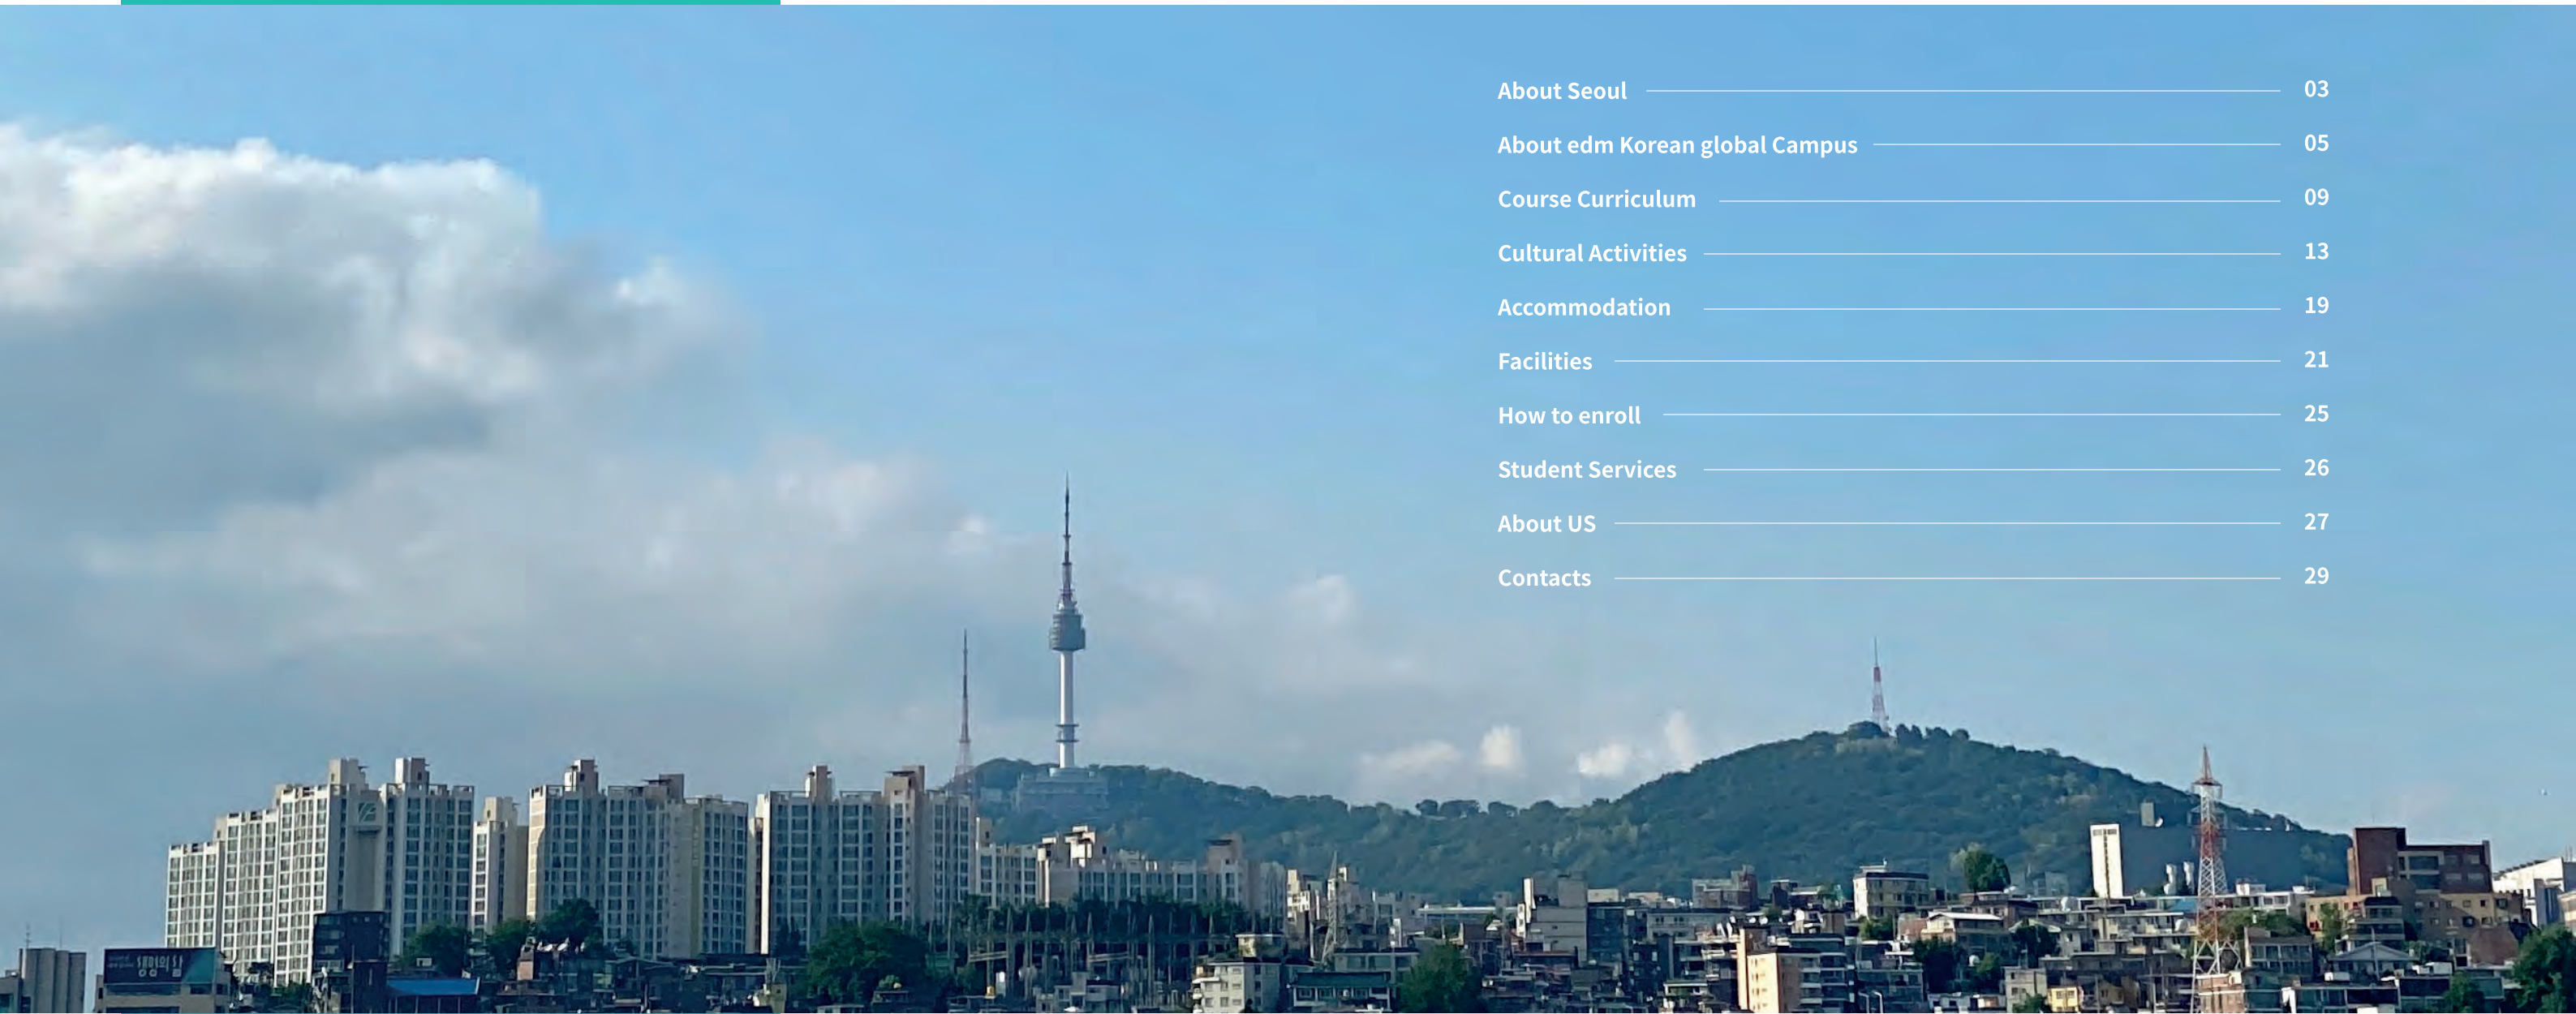 About Seoul 03
About edm Korean global Campus 05
Course Curriculum 09
Cultural Activities 13
Accommodation 19
Facilities 21
How to enroll 25
Student Services 26
About US 27
Contacts 29